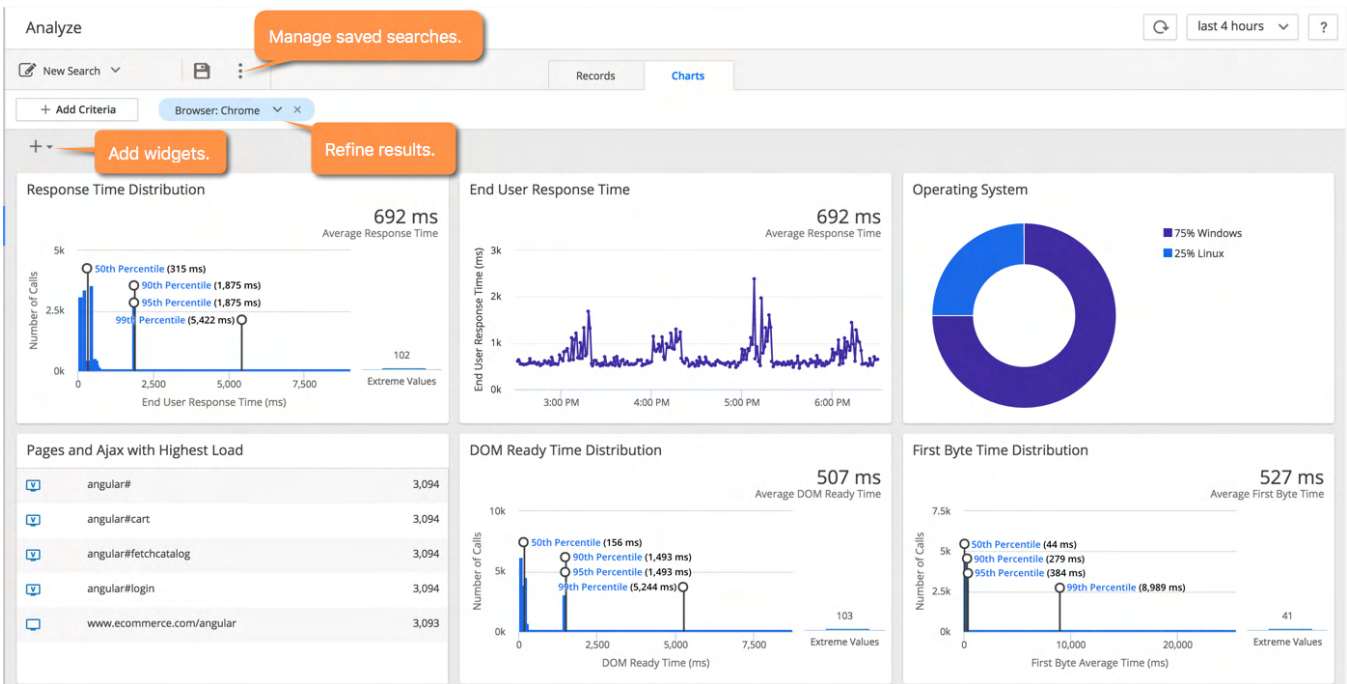 Analyze
Manage saved searches.
last 4 hours
?
New Search
Records
Charts
+ Add Criteria
Browser: Chrome
×
+
Add widgets.
Refine results.
Response Time Distribution
692 ms
Average Response Time
5k
2.5k
0k
Number of Calls
50th Percentile (315 ms)
90th Percentile (1,875 ms)
95th Percentile (1,875 ms)
99th Percentile (5,422 ms)
102
Extreme Values
0
2,500
5,000
7,500
End User Response Time (ms)
End User Response Time
692 ms
Average Response Time
3k
2k
1k
0k
End User Response Time (ms)
3:00 PM
4:00 PM
5:00 PM
6:00 PM
Operating System
75% Windows
25% Linux
Pages and Ajax with Highest Load
V angular# 3,094
V angular#cart 3,094
V angular#fetchcatalog 3,094
V angular#login 3,094
www.ecommerce.com/angular 3,093
DOM Ready Time Distribution
507 ms
Average DOM Ready Time
10k
5k
0k
Number of Calls
50th Percentile (156 ms)
90th Percentile (1,493 ms)
95th Percentile (1,493 ms)
99th Percentile (5,244 ms)
103
Extreme Values
0
2,500
5,000
7,500
DOM Ready Time (ms)
First Byte Time Distribution
527 ms
Average First Byte Time
7.5k
5k
2.5k
0k
Number of Calls
50th Percentile (44 ms)
90th Percentile (279 ms)
95th Percentile (384 ms)
99th Percentile (8,989 ms)
41
Extreme Values
0
10,000
20,000
First Byte Average Time (ms)